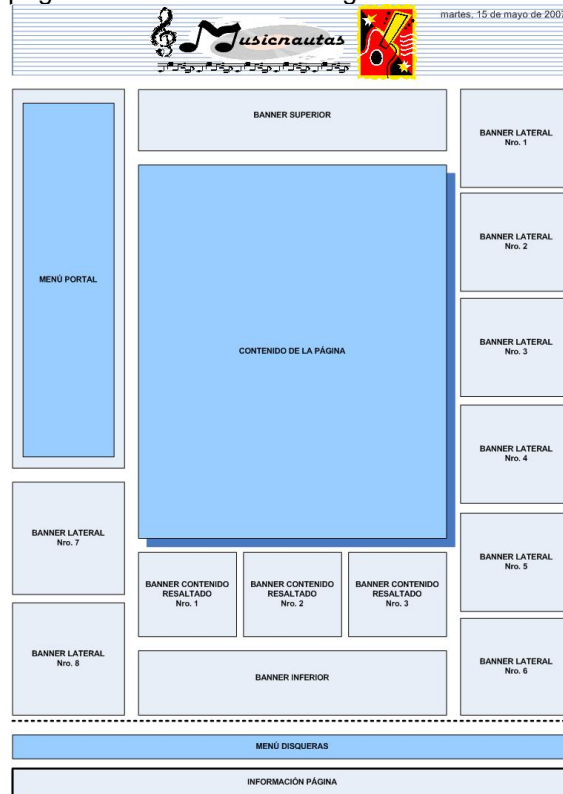 martes, 15 de mayo de 2007
Musicnautas
BANNER SUPERIOR
BANNER LATERAL
Nro. 1
BANNER LATERAL
Nro. 2
MENÚ PORTAL
BANNER LATERAL
Nro. 3
CONTENIDO DE LA PÁGINA
BANNER LATERAL
Nro. 4
BANNER LATERAL
Nro. 7
BANNER LATERAL
Nro. 5
BANNER CONTENIDO
RESALTADO
Nro. 1
BANNER CONTENIDO
RESALTADO
Nro. 2
BANNER CONTENIDO
RESALTADO
Nro. 3
BANNER LATERAL
Nro. 8
BANNER INFERIOR
BANNER LATERAL
Nro. 6
MENÚ DISQUERAS
INFORMACIÓN PÁGINA